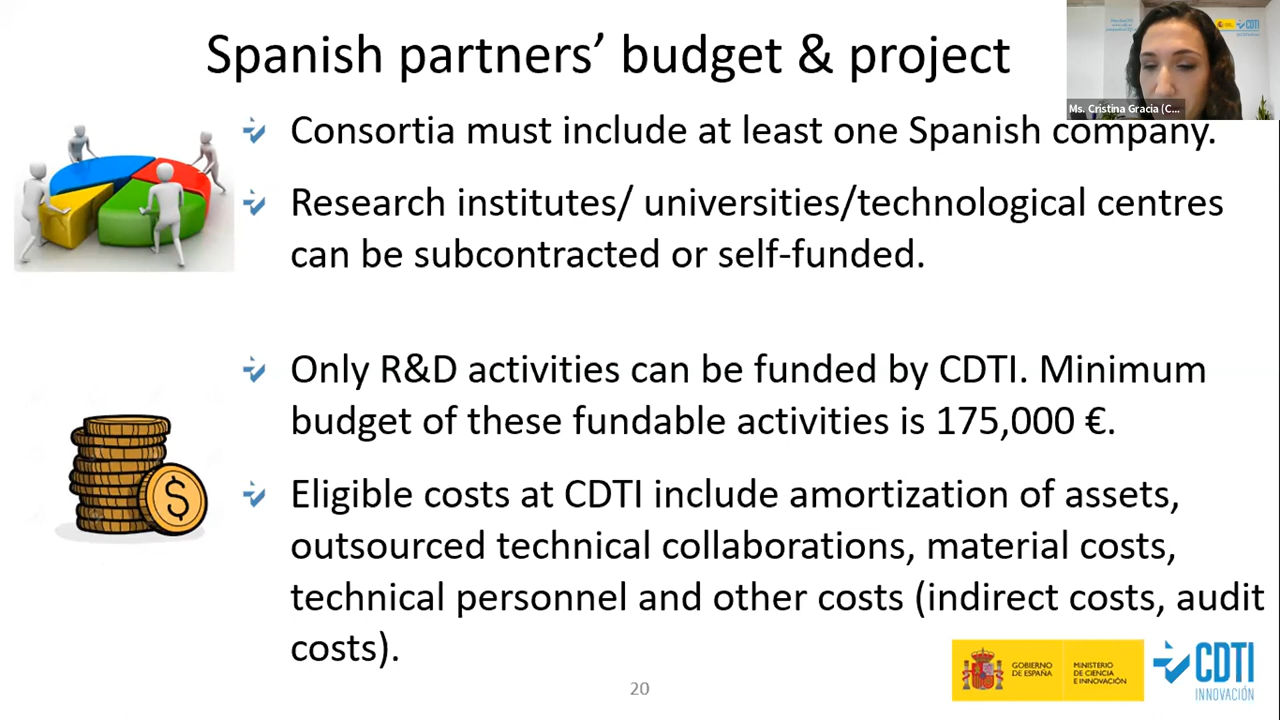 Spanish partners’ budget & project
Ms. Cristina Gracia (C...
CDTI
Consortia must include at least one Spanish company.
Research institutes/ universities/technological centres
can be subcontracted or self-funded.
Only R&D activities can be funded by CDTI. Minimum
budget of these fundable activities is 175,000 €.
Eligible costs at CDTI include amortization of assets,
outsourced technical collaborations, material costs,
technical personnel and other costs (indirect costs, audit
costs).
$
GOBIERNO
DE ESPAÑA
MINISTERIO
DE CIENCIA
E INNOVACIÓN
CDTI
INNOVACIÓN
20